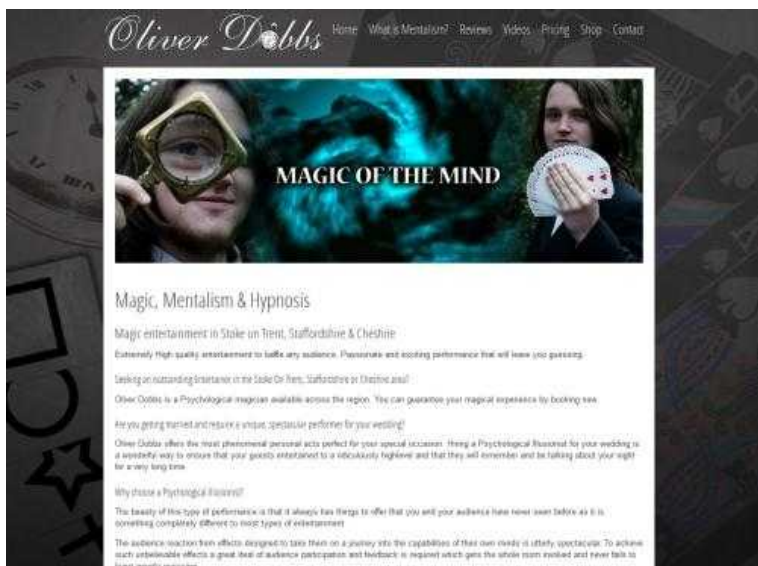 Oliver Dobbs
Home What is Mentalism? Reviews Videos Pricing Shop Contact
MAGIC OF THE MIND
Magic, Mentalism & Hypnosis
Magic entertainment in Stoke on Trent, Staffordshire & Cheshire
Extremely High quality entertainment to baffle any audience. Passionate and exciting performance that will leave you guessing.
Seeking an outstanding Entertainer in the Stoke On Trent, Staffordshire or Cheshire area?
Oliver Dobbs is a Psychological magician available across the region. You can guarantee your magical experience by booking now.
Are you getting married and require a unique, spectacular performer for your wedding?
Oliver Dobbs offers the most phenomenal personal acts perfect for your special occasion. Hiring a Psychological Illusionist for your wedding is
a wonderful way to ensure that your guests entertained to a ridiculously highlevel and that they will remember and be talking about your night
for a very long time.
Why choose a Psychological Illusionist?
The beauty of this type of performance is that it always has things to offer that you and your audience have never seen before as it is
something completely different to most types of entertainment
The audience reaction from effects designed to take them on a journey into the capabilities of their own minds is utterly spectacular. To achieve
such unbelievable effects a great deal of audience participation and feedback is required which gets the whole room involved and never fails to